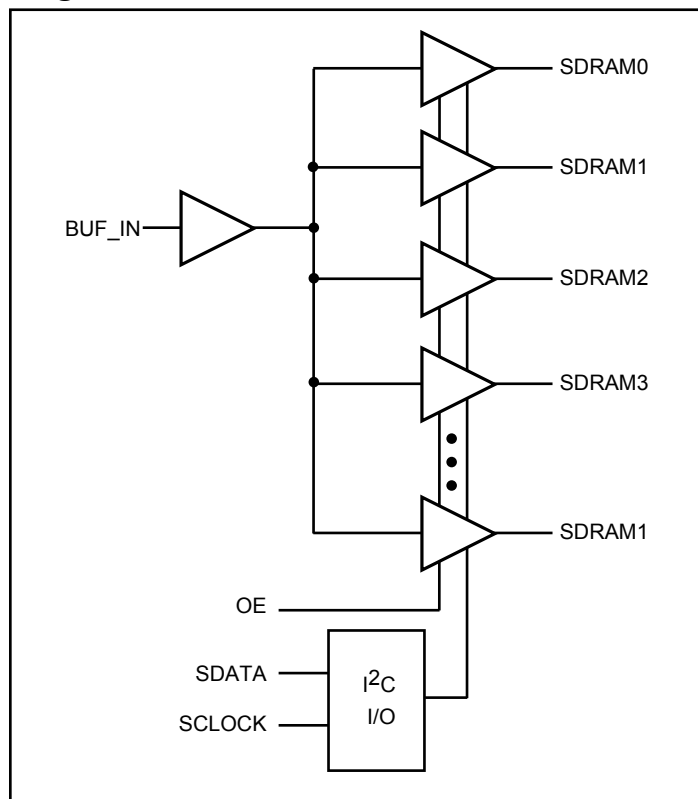 SDRAM0
SDRAM1
BUF_IN
SDRAM2
SDRAM3
SDRAM1
OE
SDATA
I²C
I/O
SCLOCK